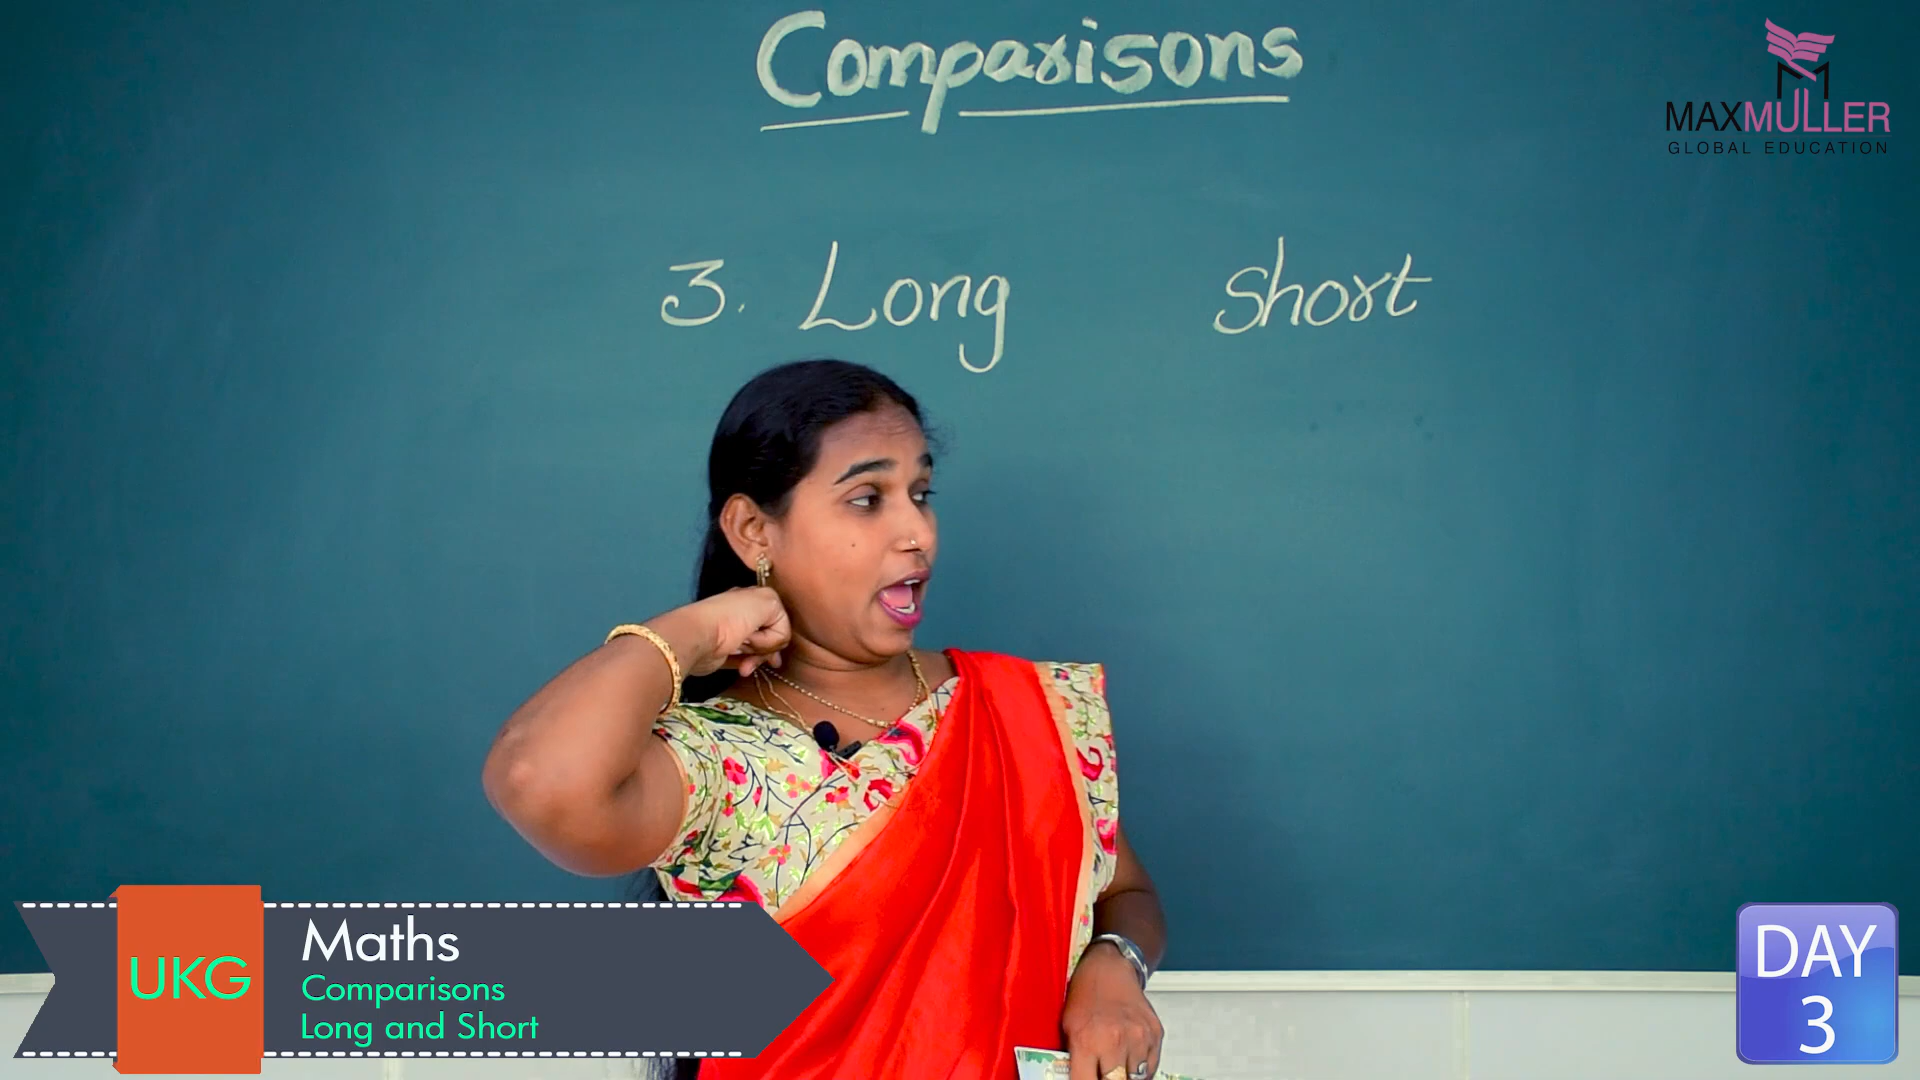 Comparisons
MAXMULLER
GLOBAL EDUCATION
3. Long short
UKG
Maths
Comparisons
Long and Short
DAY
3